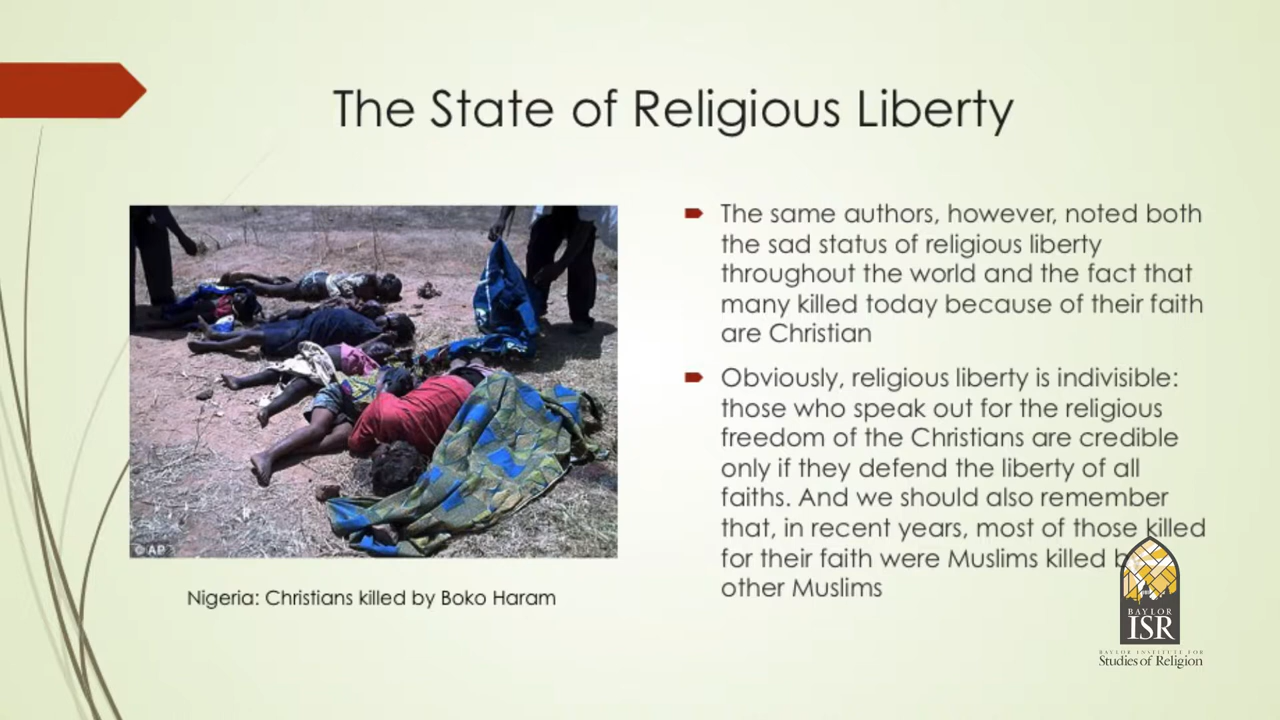 The State of Religious Liberty
The same authors, however, noted both
the sad status of religious liberty
throughout the world and the fact that
many killed today because of their faith
are Christian
Obviously, religious liberty is indivisible:
those who speak out for the religious
freedom of the Christians are credible
only if they defend the liberty of all
faiths. And we should also remember
that, in recent years, most of those killed
for their faith were Muslims killed
other Muslims
© AP
Nigeria: Christians killed by Boko Haram
BAYLOR
ISR
BAYLOR INSTITUTE FOR
Studies of Religion